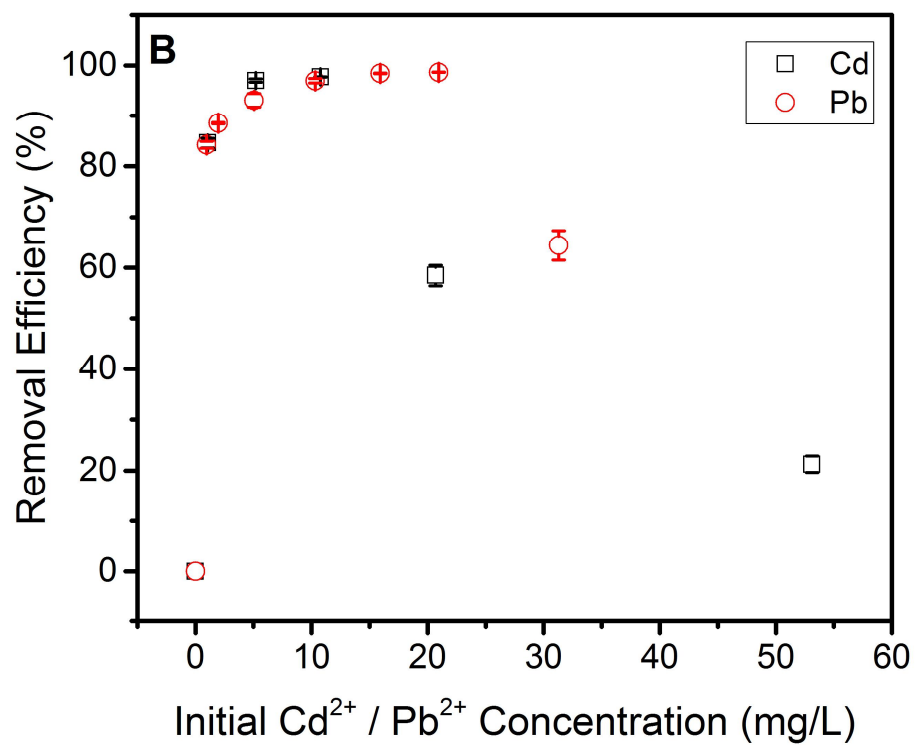 B
Cd
Pb
100
80
60
40
20
0
Removal Efficiency (%)
0 10 20 30 40 50 60
Initial Cd²⁺ / Pb²⁺ Concentration (mg/L)